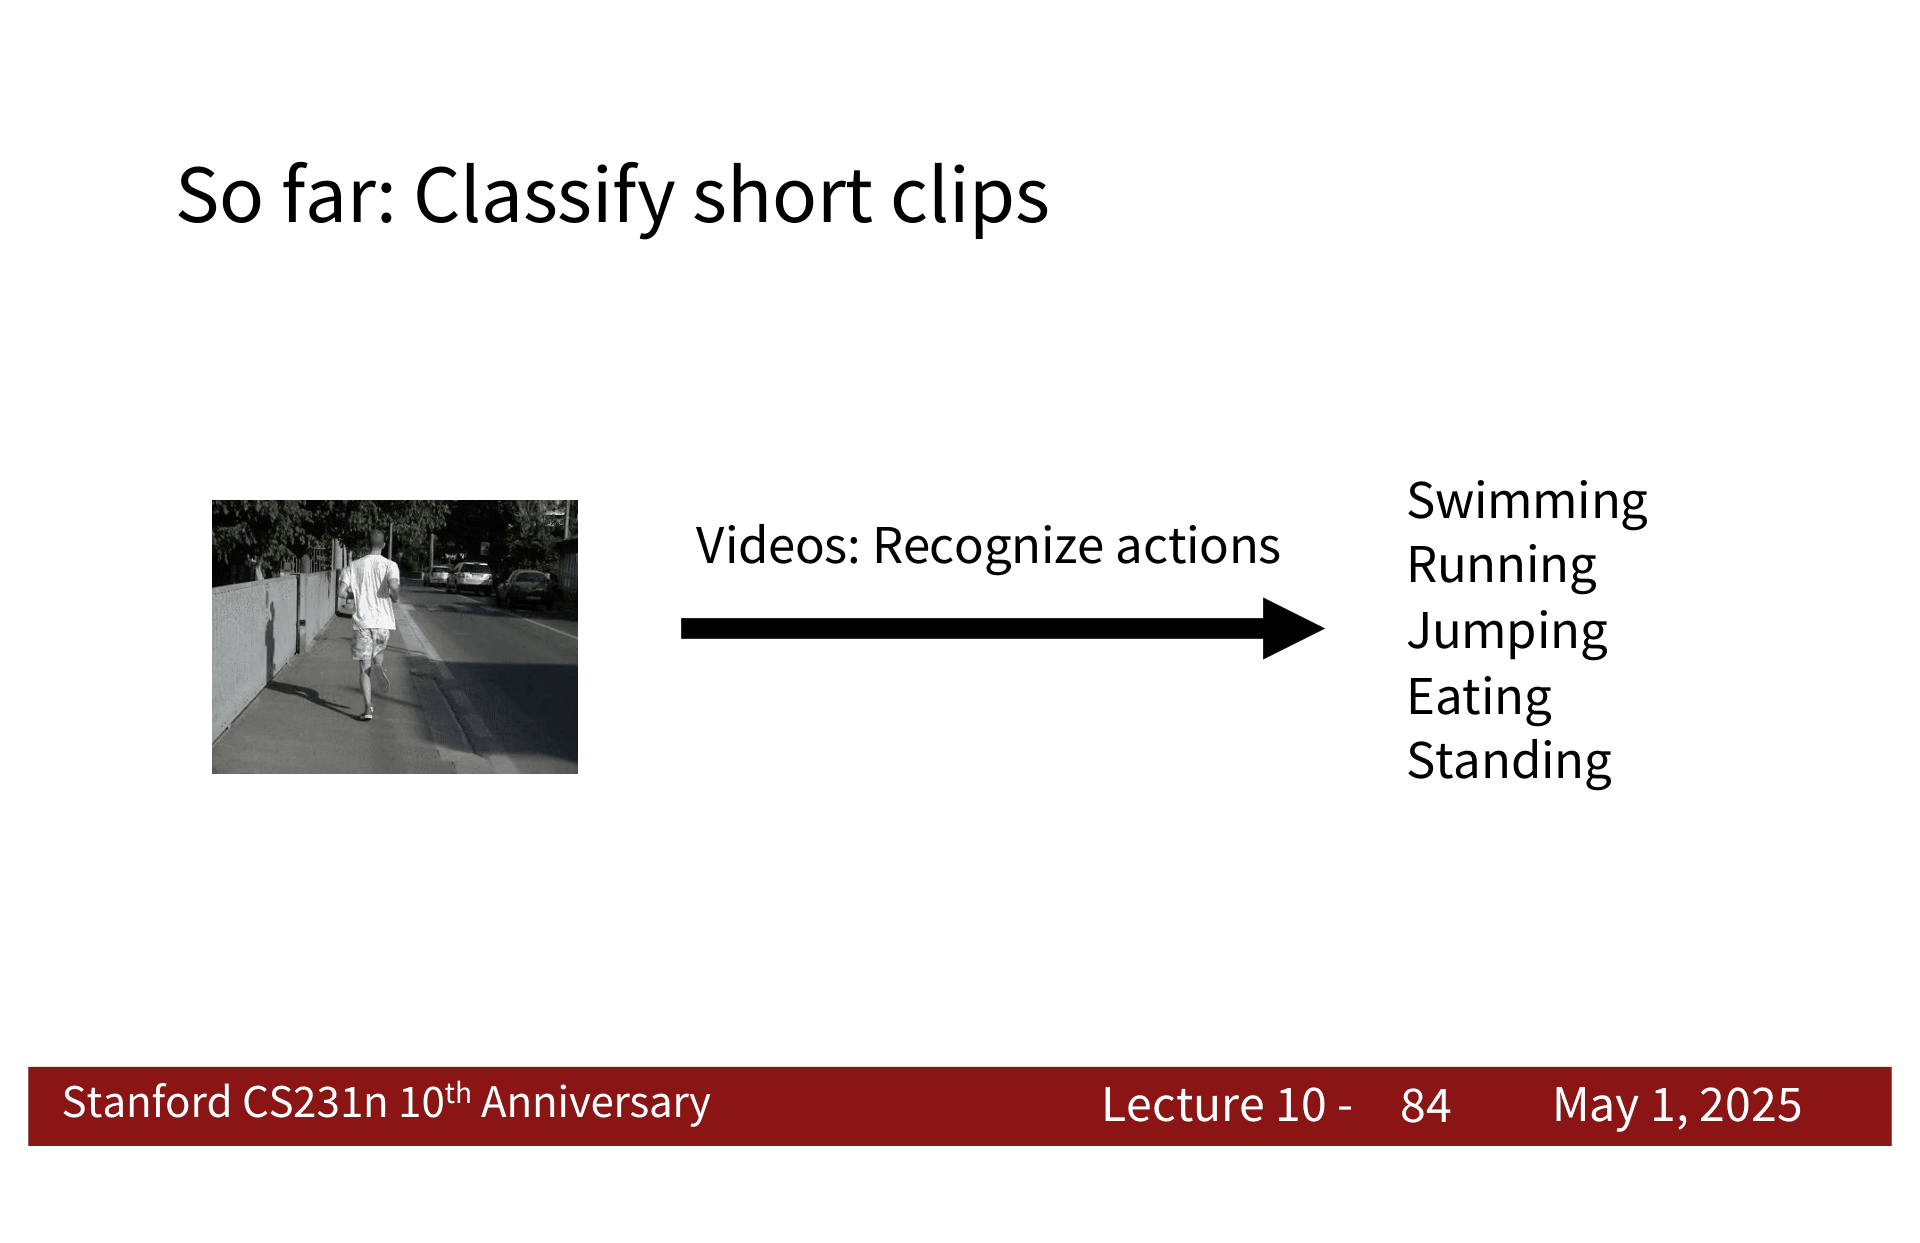 So far: Classify short clips
Videos: Recognize actions
Swimming
Running
Jumping
Eating
Standing
Stanford CS231n 10th Anniversary
Lecture 10 - 84
May 1, 2025